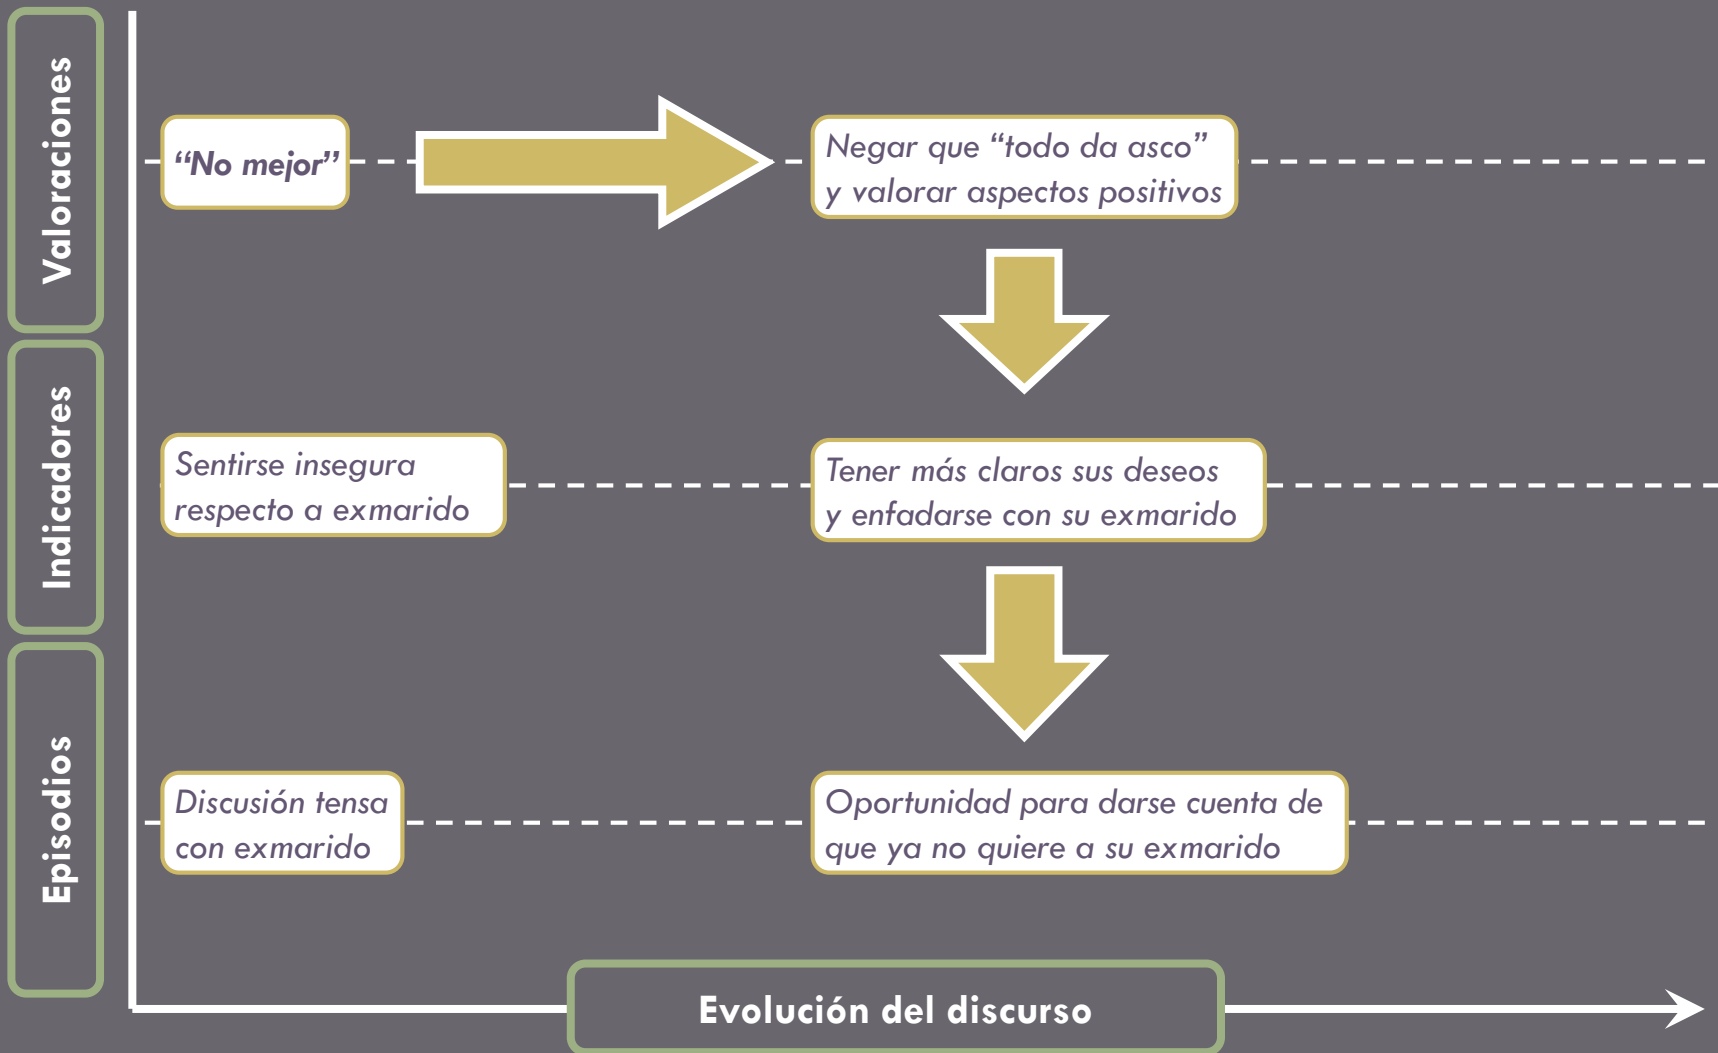 Valoraciones
“No mejor”
Negar que “todo da asco”
y valorar aspectos positivos
Indicadores
Sentirse insegura
respecto a exmarido
Tener más claros sus deseos
y enfadarse con su exmarido
Episodios
Discusión tensa
con exmarido
Oportunidad para darse cuenta de
que ya no quiere a su exmarido
Evolución del discurso